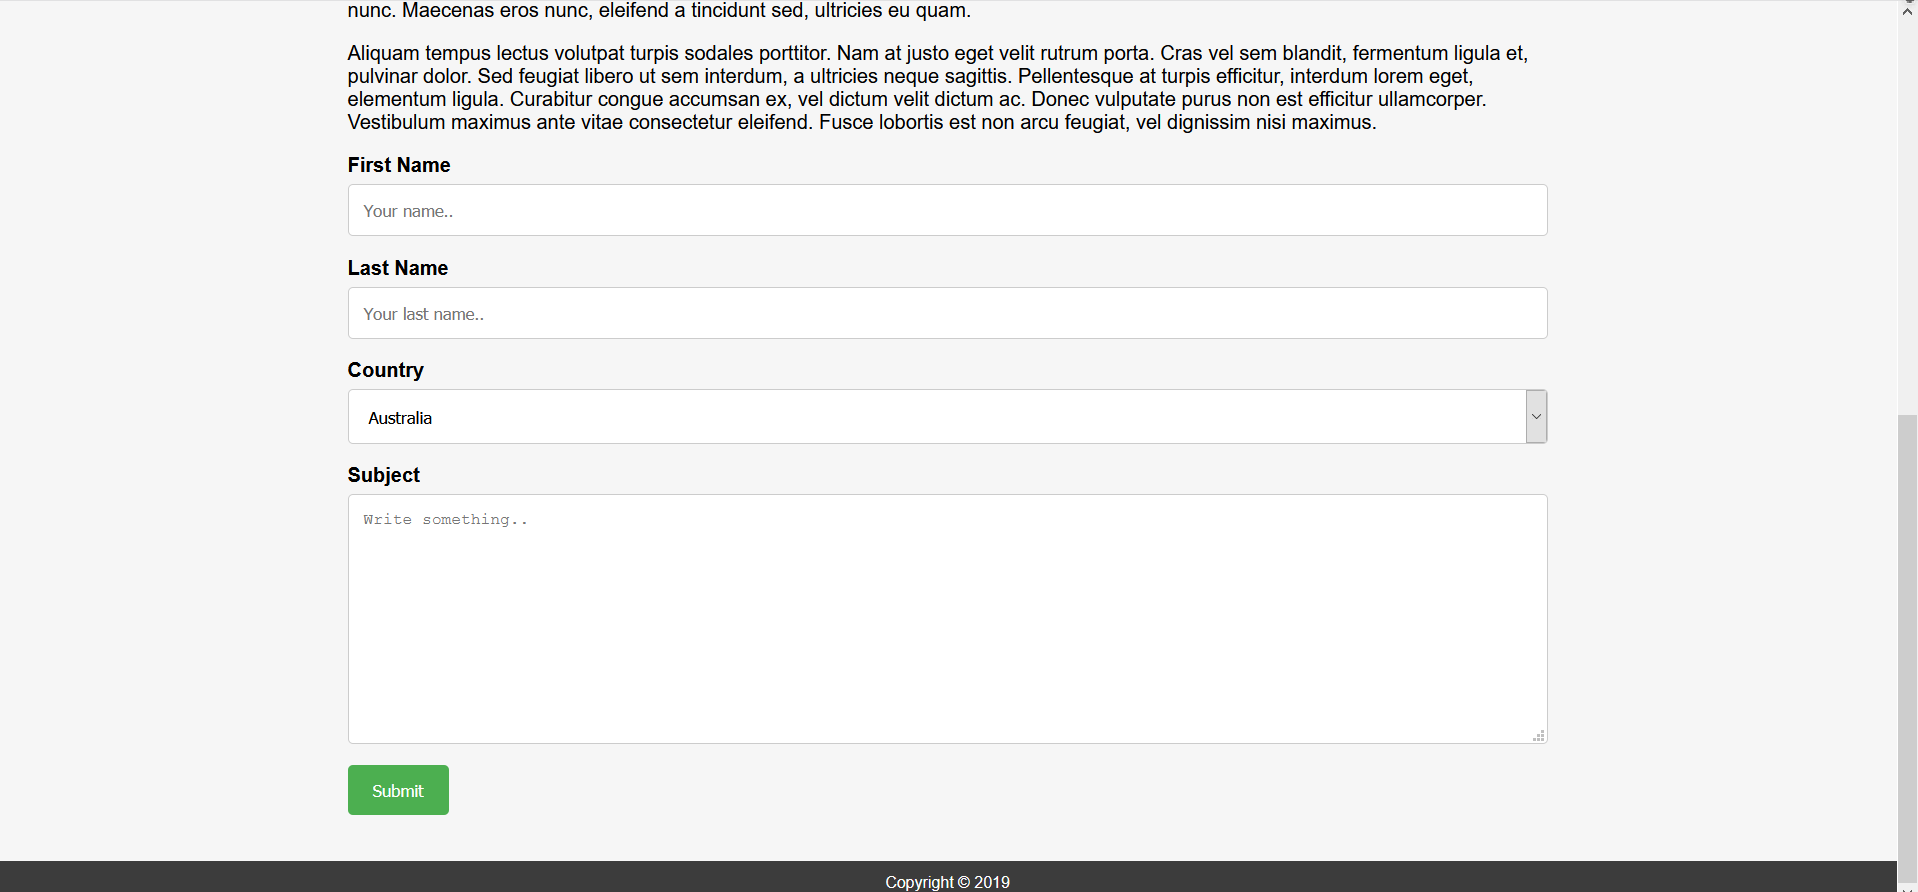 nunc. Maecenas eros nunc, eleifend a tincidunt sed, ultricies eu quam.
Aliquam tempus lectus volutpat turpis sodales porttitor. Nam at justo eget velit rutrum porta. Cras vel sem blandit, fermentum ligula et,
pulvinar dolor. Sed feugiat libero ut sem interdum, a ultricies neque sagittis. Pellentesque at turpis efficitur, interdum lorem eget,
elementum ligula. Curabitur congue accumsan ex, vel dictum velit dictum ac. Donec vulputate purus non est efficitur ullamcorper.
Vestibulum maximus ante vitae consectetur eleifend. Fusce lobortis est non arcu feugiat, vel dignissim nisi maximus.
First Name
Your name..
Last Name
Your last name..
Country
Australia
Subject
Write something..
Submit
Copyright © 2019